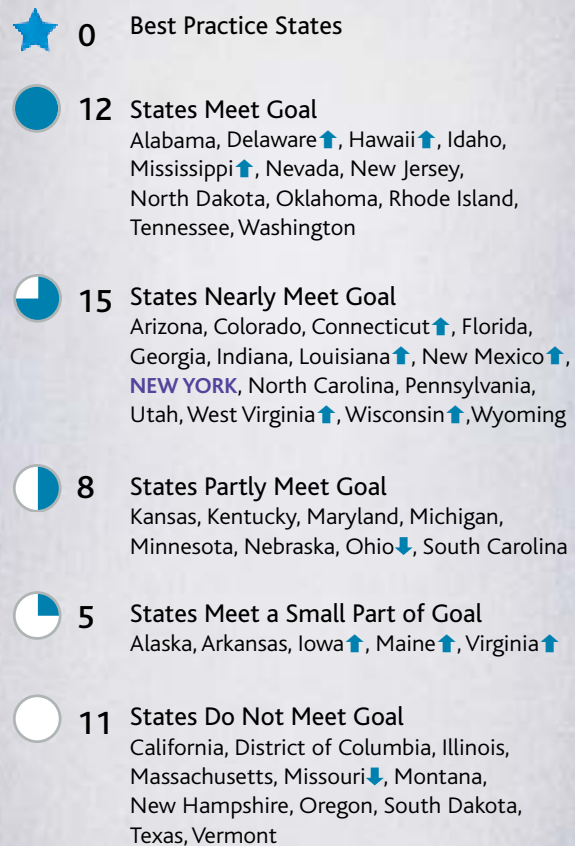 0 Best Practice States
12 States Meet Goal
Alabama, Delaware⬆, Hawaii⬆, Idaho,
Mississippi⬆, Nevada, New Jersey,
North Dakota, Oklahoma, Rhode Island,
Tennessee, Washington
15 States Nearly Meet Goal
Arizona, Colorado, Connecticut⬆, Florida,
Georgia, Indiana, Louisiana⬆, New Mexico⬆,
NEW YORK, North Carolina, Pennsylvania,
Utah, West Virginia⬆, Wisconsin⬆, Wyoming
8 States Partly Meet Goal
Kansas, Kentucky, Maryland, Michigan,
Minnesota, Nebraska, Ohio⬇, South Carolina
5 States Meet a Small Part of Goal
Alaska, Arkansas, Iowa⬆, Maine⬆, Virginia⬆
11 States Do Not Meet Goal
California, District of Columbia, Illinois,
Massachusetts, Missouri⬇, Montana,
New Hampshire, Oregon, South Dakota,
Texas, Vermont